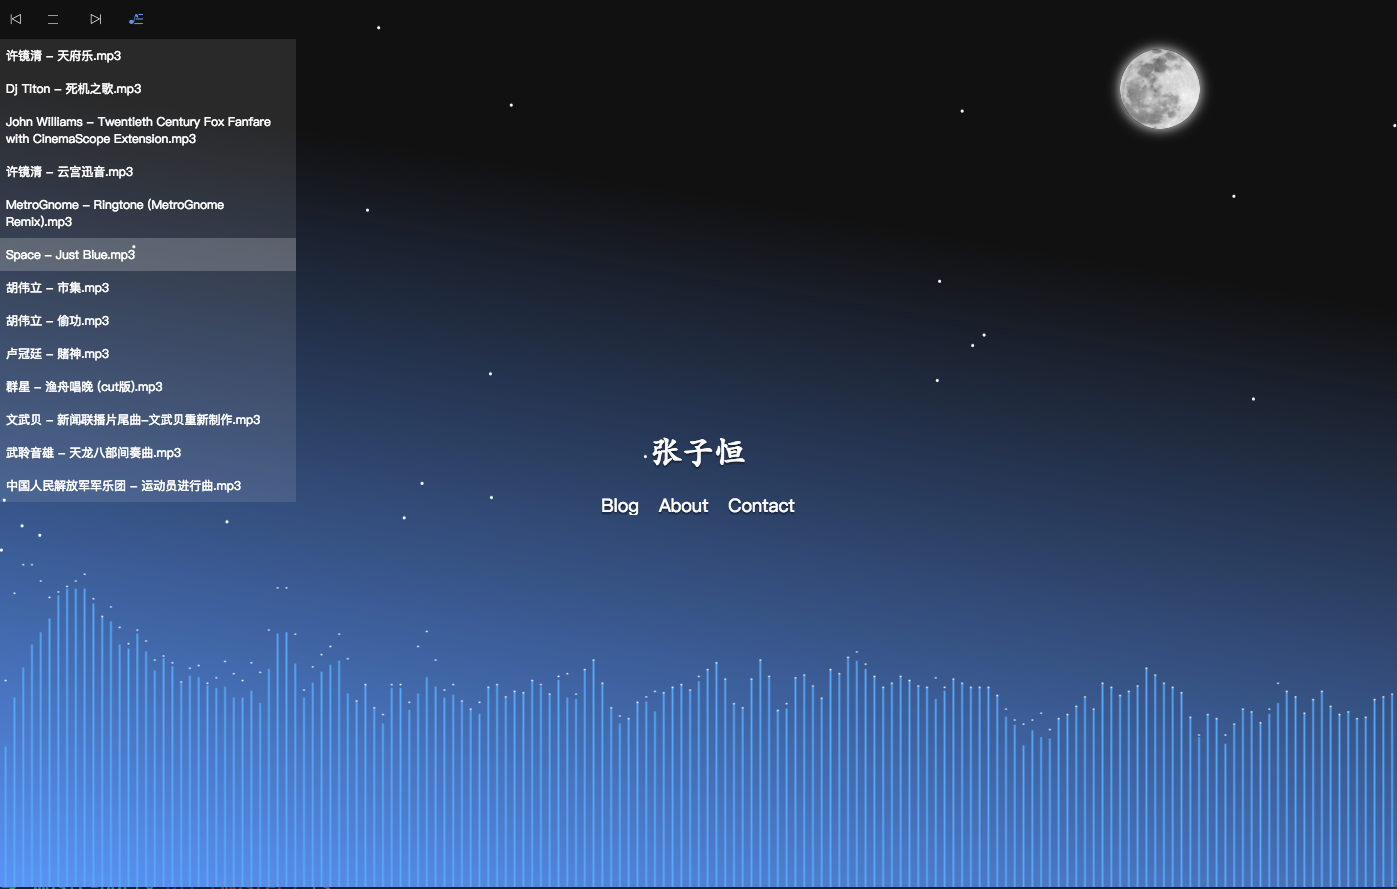 许镜清 – 天府乐.mp3
Dj Titon – 死机之歌.mp3
John Williams – Twentieth Century Fox Fanfare
with CinemaScope Extension.mp3
许镜清 – 云宫迅音.mp3
MetroGnome – Ringtone (MetroGnome
Remix).mp3
Space – Just Blue.mp3
胡伟立 – 市集.mp3
胡伟立 – 偷功.mp3
卢冠廷 – 赌神.mp3
群星 – 渔舟唱晚 (cut版).mp3
文武贝 – 新闻联播片尾曲–文武贝重新制作.mp3
武聆音雄 – 天龙八部间奏曲.mp3
中国人民解放军军乐团 – 运动员进行曲.mp3
张子恒
Blog About Contact